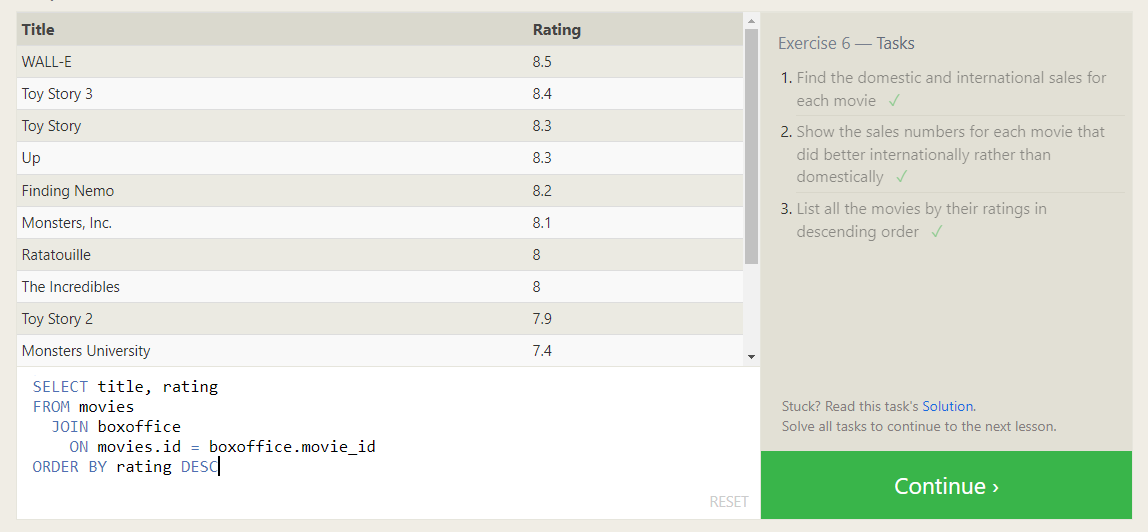 Title Rating
WALL-E 8.5
Toy Story 3 8.4
Toy Story 8.3
Up 8.3
Finding Nemo 8.2
Monsters, Inc. 8.1
Ratatouille 8
The Incredibles 8
Toy Story 2 7.9
Monsters University 7.4
SELECT title, rating
FROM movies
JOIN boxoffice
ON movies.id = boxoffice.movie_id
ORDER BY rating DESC
RESET
Exercise 6 — Tasks
1. Find the domestic and international sales for
each movie ✓
2. Show the sales numbers for each movie that
did better internationally rather than
domestically ✓
3. List all the movies by their ratings in
descending order ✓
Stuck? Read this task's Solution.
Solve all tasks to continue to the next lesson.
Continue ›